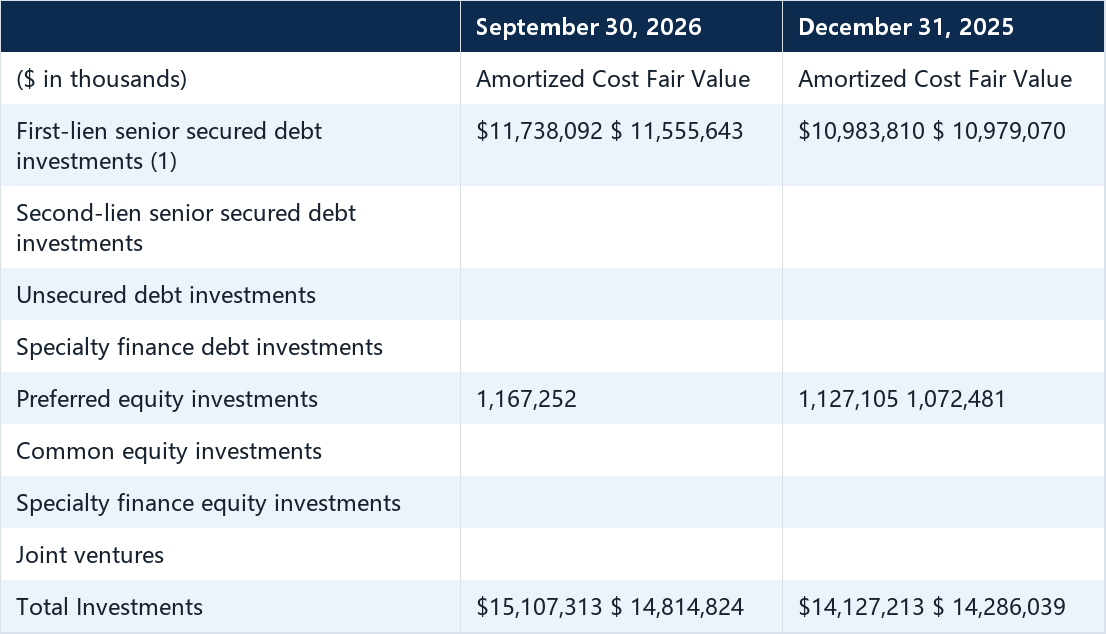 September 30, 2026 December 31, 2025
($ in thousands) Amortized Cost Fair Value Amortized Cost Fair Value
First-lien senior secured debt $11,738,092 $ 11,555,643 $10,983,810 $ 10,979,070
investments (1)
Second-lien senior secured debt
investments
Unsecured debt investments
Specialty finance debt investments
Preferred equity investments 1,167,252 1,127,105 1,072,481
Common equity investments
Specialty finance equity investments
Joint ventures
Total Investments $15,107,313 $ 14,814,824 $14,127,213 $ 14,286,039